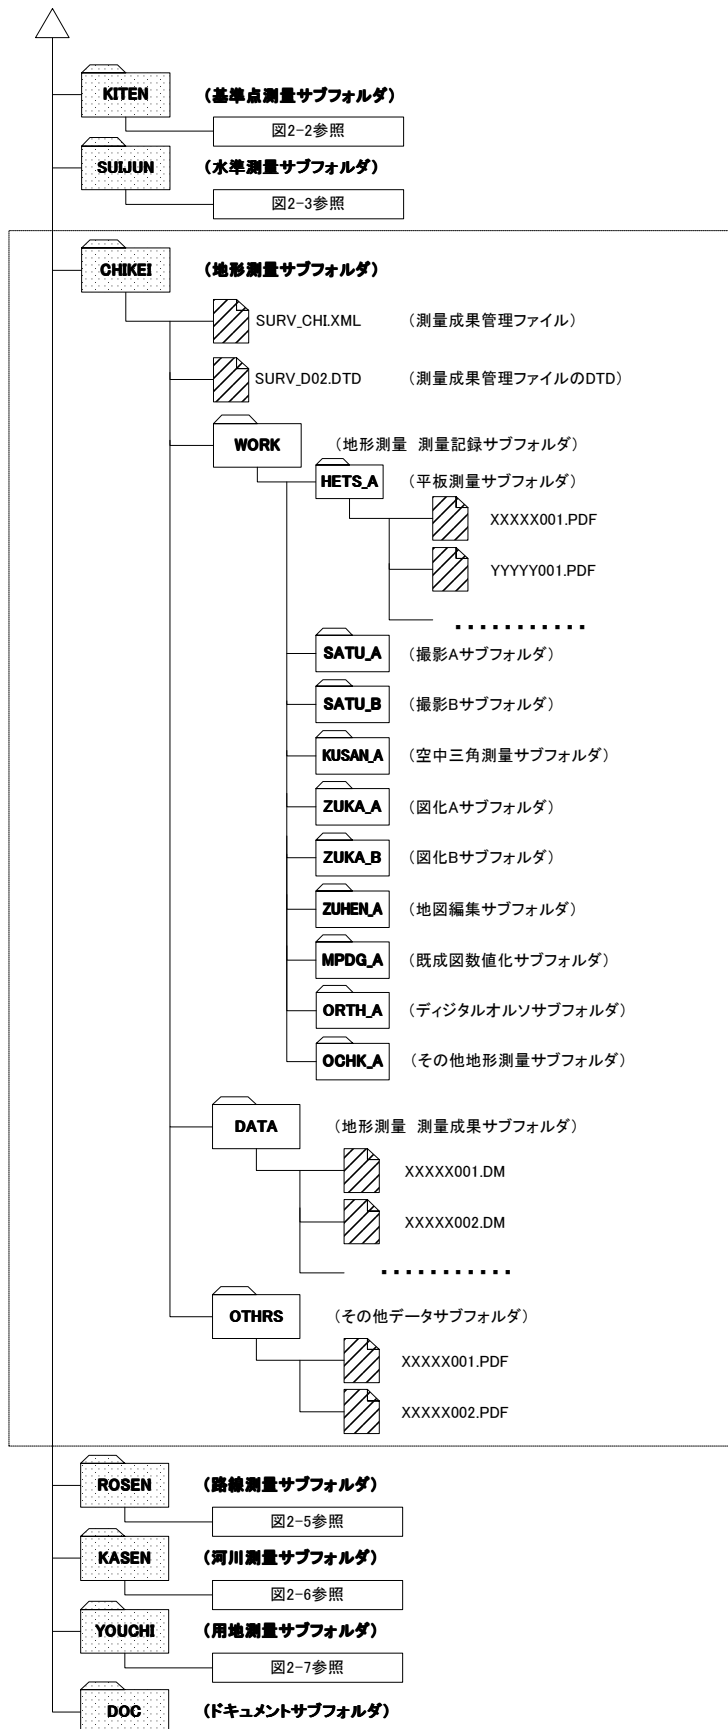 KITEN (基準点測量サブフォルダ)
図2-2参照
SUIJUN (水準測量サブフォルダ)
図2-3参照
CHIKEI (地形測量サブフォルダ)
SURV_CHI.XML (測量成果管理ファイル)
SURV_D02.DTD (測量成果管理ファイルのDTD)
WORK (地形測量 測量記録サブフォルダ)
HETS_A (平板測量サブフォルダ)
XXXXX001.PDF
YYYYY001.PDF
...........
SATU_A (撮影Aサブフォルダ)
SATU_B (撮影Bサブフォルダ)
KUSAN_A (空中三角測量サブフォルダ)
ZUKA_A (図化Aサブフォルダ)
ZUKA_B (図化Bサブフォルダ)
ZUHEN_A (地図編集サブフォルダ)
MPDG_A (既成図数値化サブフォルダ)
ORTH_A (ディジタルオルソサブフォルダ)
OCHK_A (その他地形測量サブフォルダ)
DATA (地形測量 測量成果サブフォルダ)
XXXXX001.DM
XXXXX002.DM
...........
OTHRS (その他データサブフォルダ)
XXXXX001.PDF
XXXXX002.PDF
ROSEN (路線測量サブフォルダ)
図2-5参照
KASEN (河川測量サブフォルダ)
図2-6参照
YOUCHI (用地測量サブフォルダ)
図2-7参照
DOC (ドキュメントサブフォルダ)